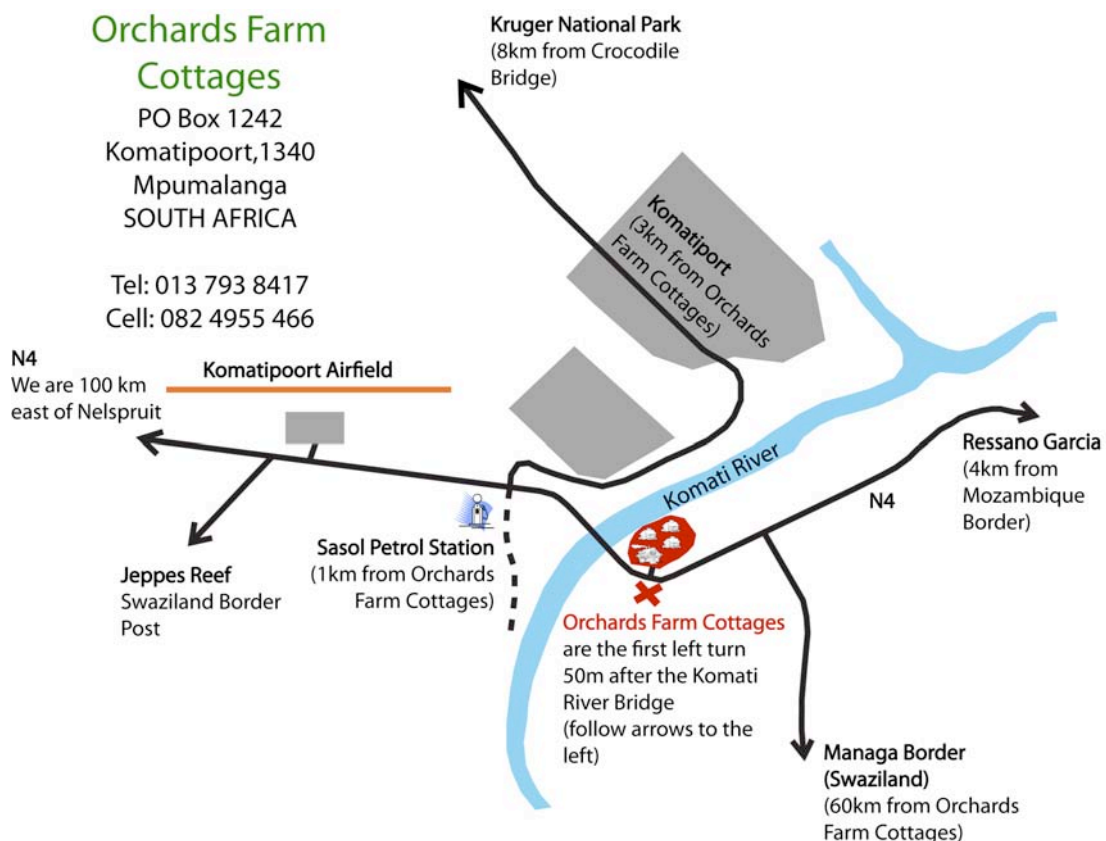 Orchards Farm
Cottages
PO Box 1242
Komatipoort,1340
Mpumalanga
SOUTH AFRICA
Tel: 013 793 8417
Cell: 082 4955 466
Kruger National Park
(8km from Crocodile
Bridge)
Komatiport
(3km from Orchards
Farm Cottages)
N4
We are 100 km
east of Nelspruit
Komatipoort Airfield
Komati River
Ressano Garcia
(4km from
Mozambique
Border)
N4
Sasol Petrol Station
(1km from Orchards
Farm Cottages)
Jeppes Reef
Swaziland Border
Post
Orchards Farm Cottages
are the first left turn
50m after the Komati
River Bridge
(follow arrows to the
left)
Managa Border
(Swaziland)
(60km from Orchards
Farm Cottages)